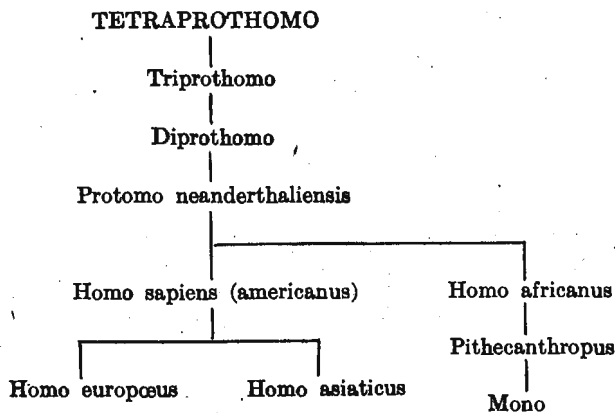 TETRAPROTHOMO
Triprothomo
Diprothomo
Protomo neanderthaliensis
Homo sapiens (americanus)
Homo africanus
Pithecanthropus
Homo europœus
Homo asiaticus
Mono